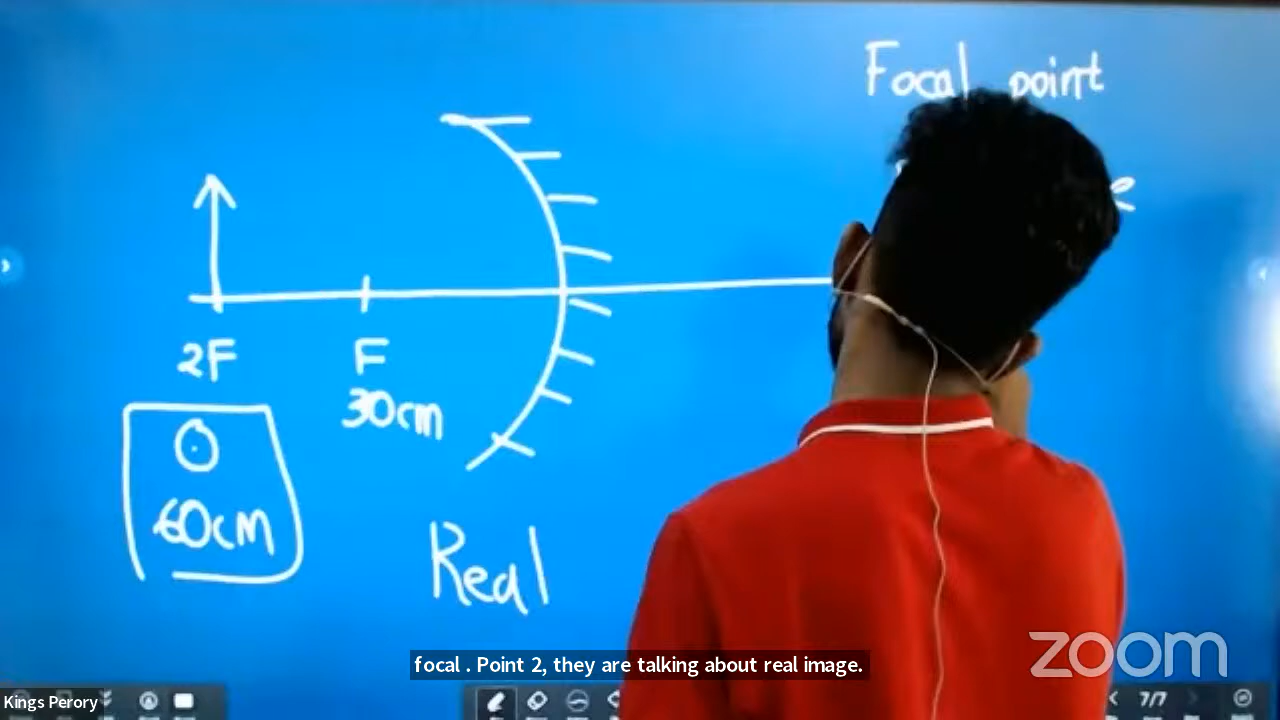 Focal point
2F
F
30cm
O
60cm
Real
focal . Point 2, they are talking about real image.
zoom
Kings Perory
7/7